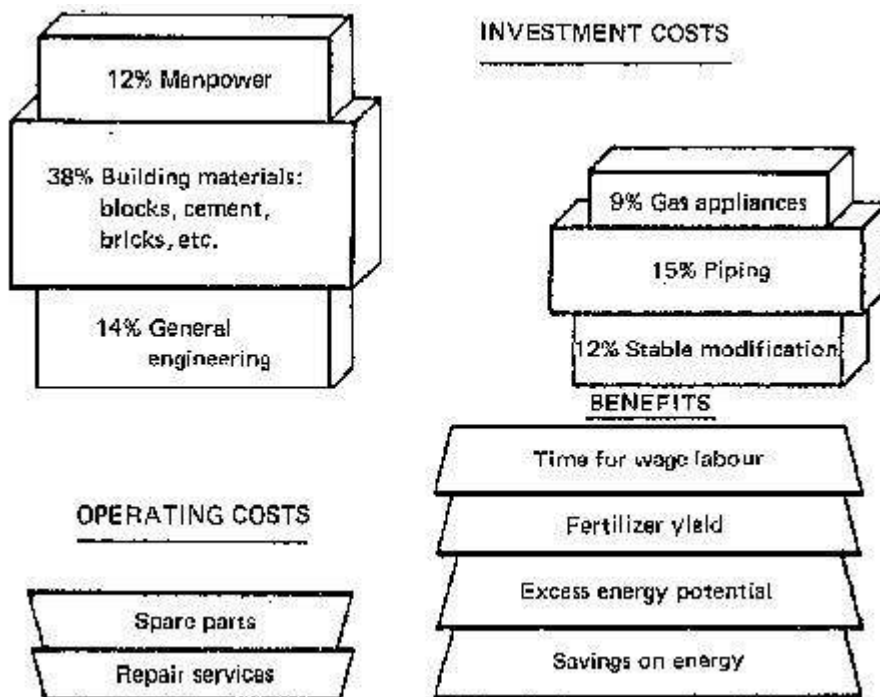 INVESTMENT COSTS
12% Manpower
38% Building materials:
blocks, cement,
bricks, etc.
14% General
engineering
9% Gas appliances
15% Piping
12% Stable modification
BENEFITS
Time for wage labour
Fertilizer yield
Excess energy potential
Savings on energy
OPERATING COSTS
Spare parts
Repair services